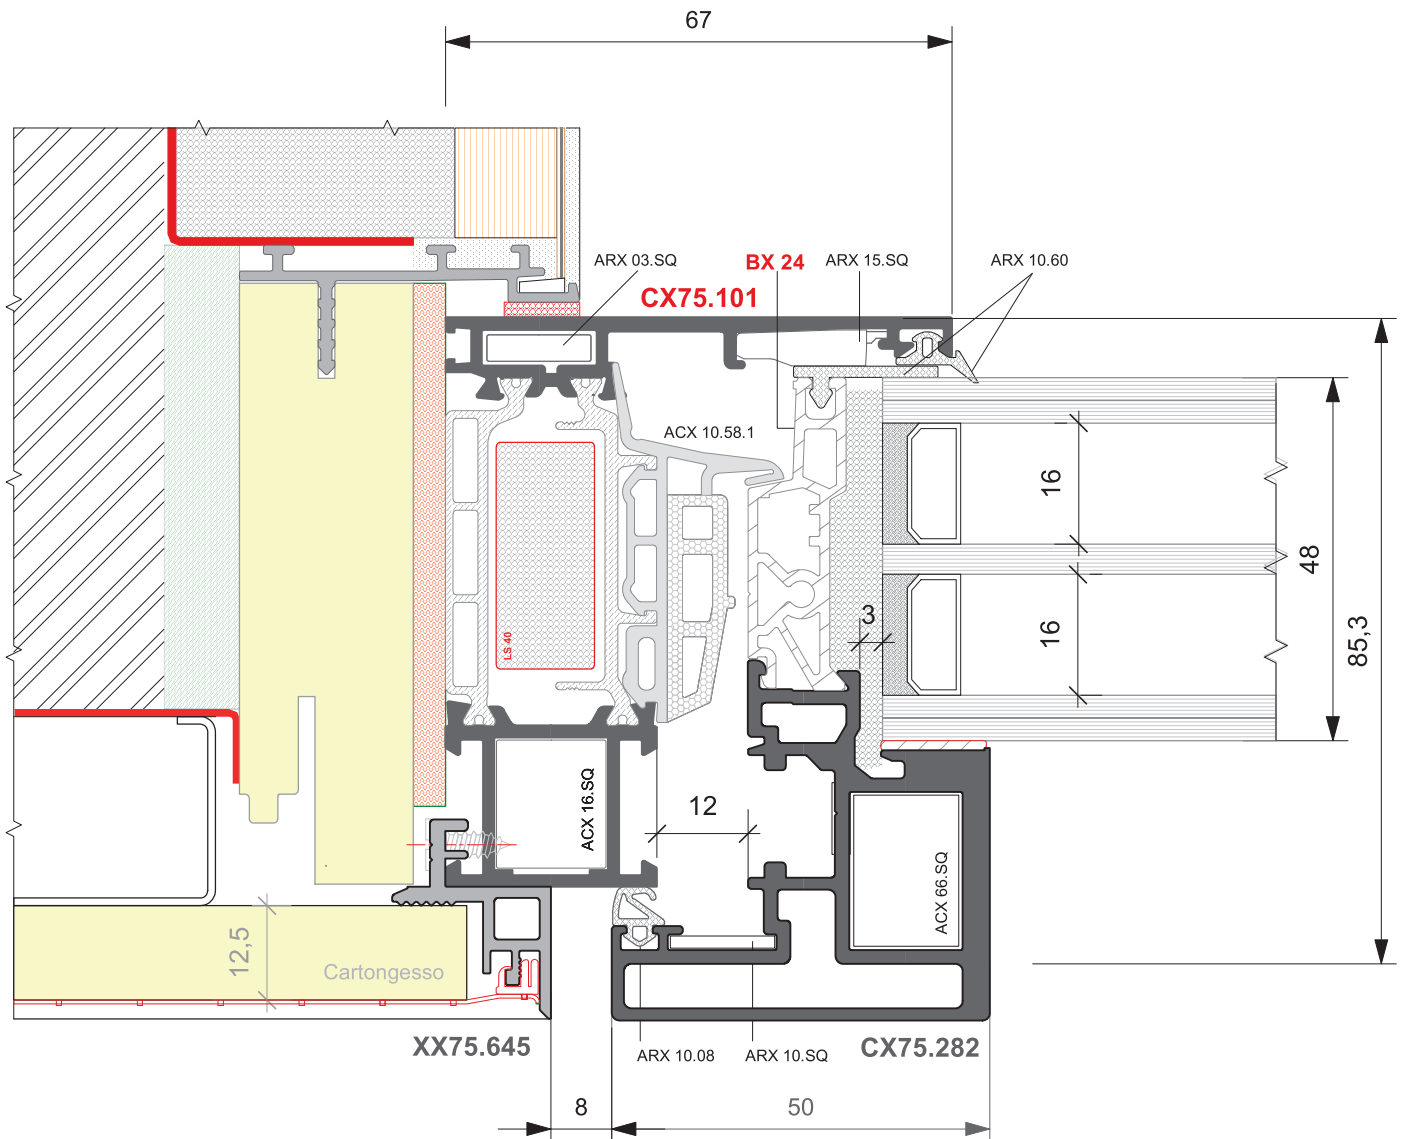 67
ARX 03.SQ
BX 24
ARX 15.SQ
ARX 10.60
CX75.101
ACX 10.58.1
16
48
3
16
85,3
LS 40
ACX 16.SQ
12
ACX 66.SQ
12,5
Cartongesso
XX75.645
ARX 10.08
ARX 10.SQ
CX75.282
8
50